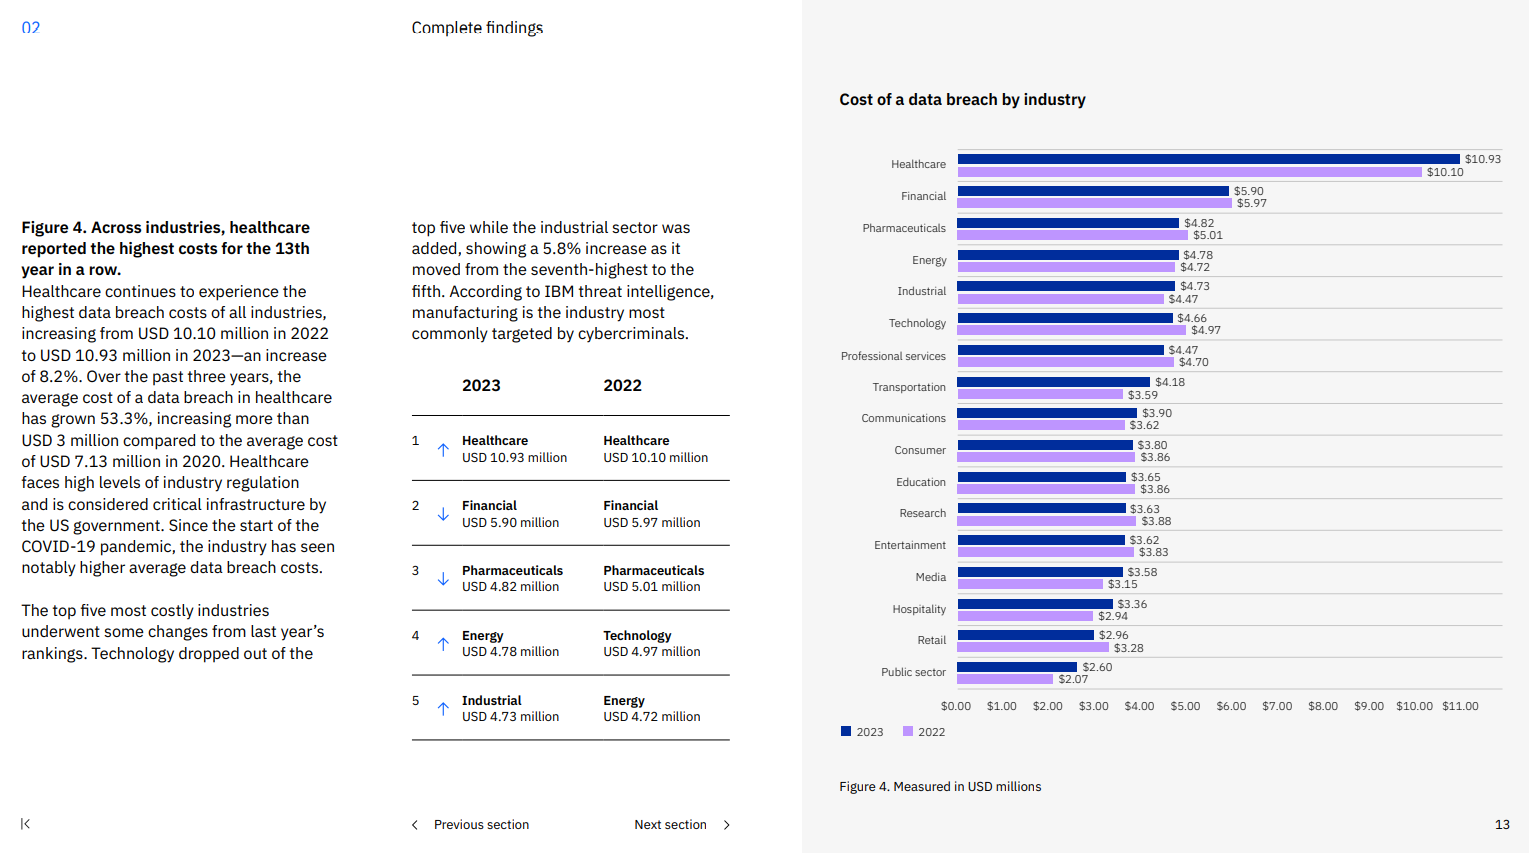 02
Complete findings
Figure 4. Across industries, healthcare
reported the highest costs for the 13th
year in a row.
Healthcare continues to experience the
highest data breach costs of all industries,
increasing from USD 10.10 million in 2022
to USD 10.93 million in 2023—an increase
of 8.2%. Over the past three years, the
average cost of a data breach in healthcare
has grown 53.3%, increasing more than
USD 3 million compared to the average cost
of USD 7.13 million in 2020. Healthcare
faces high levels of industry regulation
and is considered critical infrastructure by
the US government. Since the start of the
COVID-19 pandemic, the industry has seen
notably higher average data breach costs.
The top five most costly industries
underwent some changes from last year’s
rankings. Technology dropped out of the
top five while the industrial sector was
added, showing a 5.8% increase as it
moved from the seventh-highest to the
fifth. According to IBM threat intelligence,
manufacturing is the industry most
commonly targeted by cybercriminals.
2023 2022
1 ↑ Healthcare Healthcare
USD 10.93 million USD 10.10 million
2 ↓ Financial Financial
USD 5.90 million USD 5.97 million
3 ↓ Pharmaceuticals Pharmaceuticals
USD 4.82 million USD 5.01 million
4 ↑ Energy Technology
USD 4.78 million USD 4.97 million
5 ↑ Industrial Energy
USD 4.73 million USD 4.72 million
Previous section Next section
Cost of a data breach by industry
Healthcare $10.93
$10.10
Financial $5.90
$5.97
Pharmaceuticals $4.82
$5.01
Energy $4.78
$4.72
Industrial $4.73
$4.47
Technology $4.66
$4.97
Professional services $4.47
$4.70
Transportation $4.18
$3.59
Communications $3.90
$3.62
Consumer $3.80
$3.86
Education $3.65
$3.86
Research $3.63
$3.88
Entertainment $3.62
$3.83
Media $3.58
$3.15
Hospitality $3.36
$2.94
Retail $2.96
$3.28
Public sector $2.60
$2.07
$0.00 $1.00 $2.00 $3.00 $4.00 $5.00 $6.00 $7.00 $8.00 $9.00 $10.00 $11.00
2023 2022
Figure 4. Measured in USD millions
13